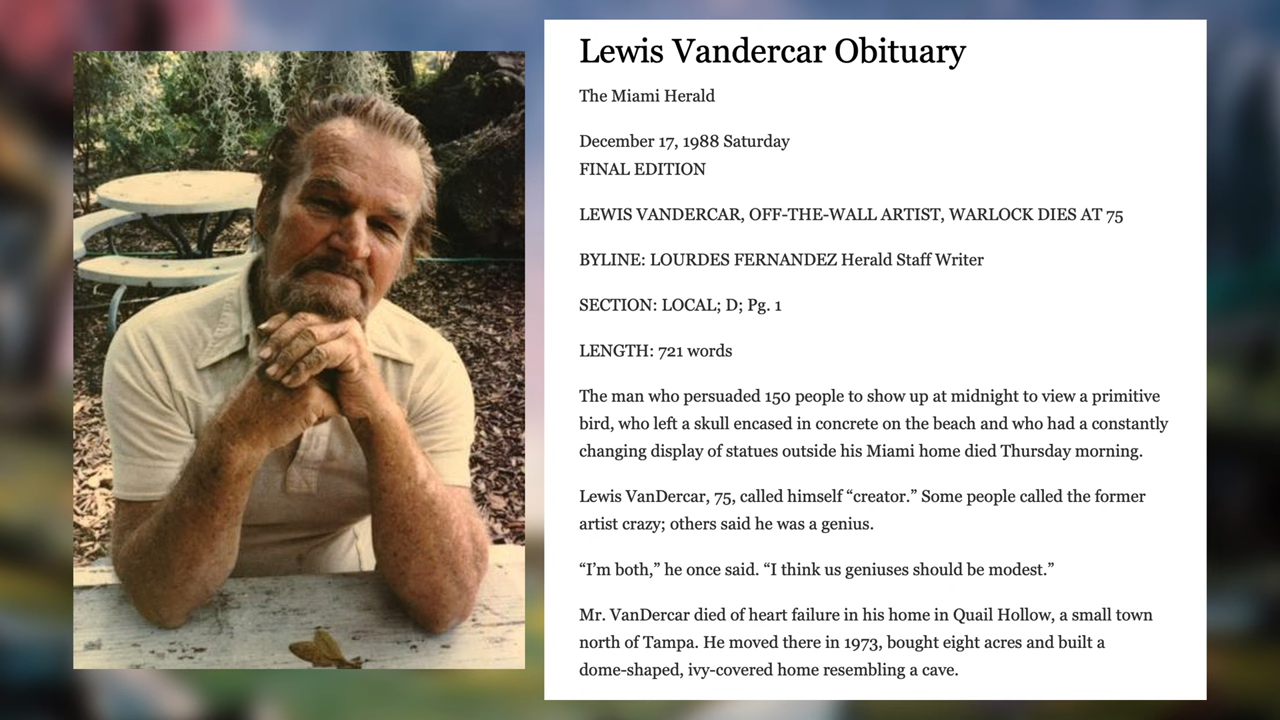 Lewis Vandercar Obituary
The Miami Herald
December 17, 1988 Saturday
FINAL EDITION
LEWIS VANDERCAR, OFF-THE-WALL ARTIST, WARLOCK DIES AT 75
BYLINE: LOURDES FERNANDEZ Herald Staff Writer
SECTION: LOCAL; D; Pg. 1
LENGTH: 721 words
The man who persuaded 150 people to show up at midnight to view a primitive
bird, who left a skull encased in concrete on the beach and who had a constantly
changing display of statues outside his Miami home died Thursday morning.
Lewis VanDercar, 75, called himself “creator.” Some people called the former
artist crazy; others said he was a genius.
“I’m both,” he once said. “I think us geniuses should be modest.”
Mr. VanDercar died of heart failure in his home in Quail Hollow, a small town
north of Tampa. He moved there in 1973, bought eight acres and built a
dome-shaped, ivy-covered home resembling a cave.